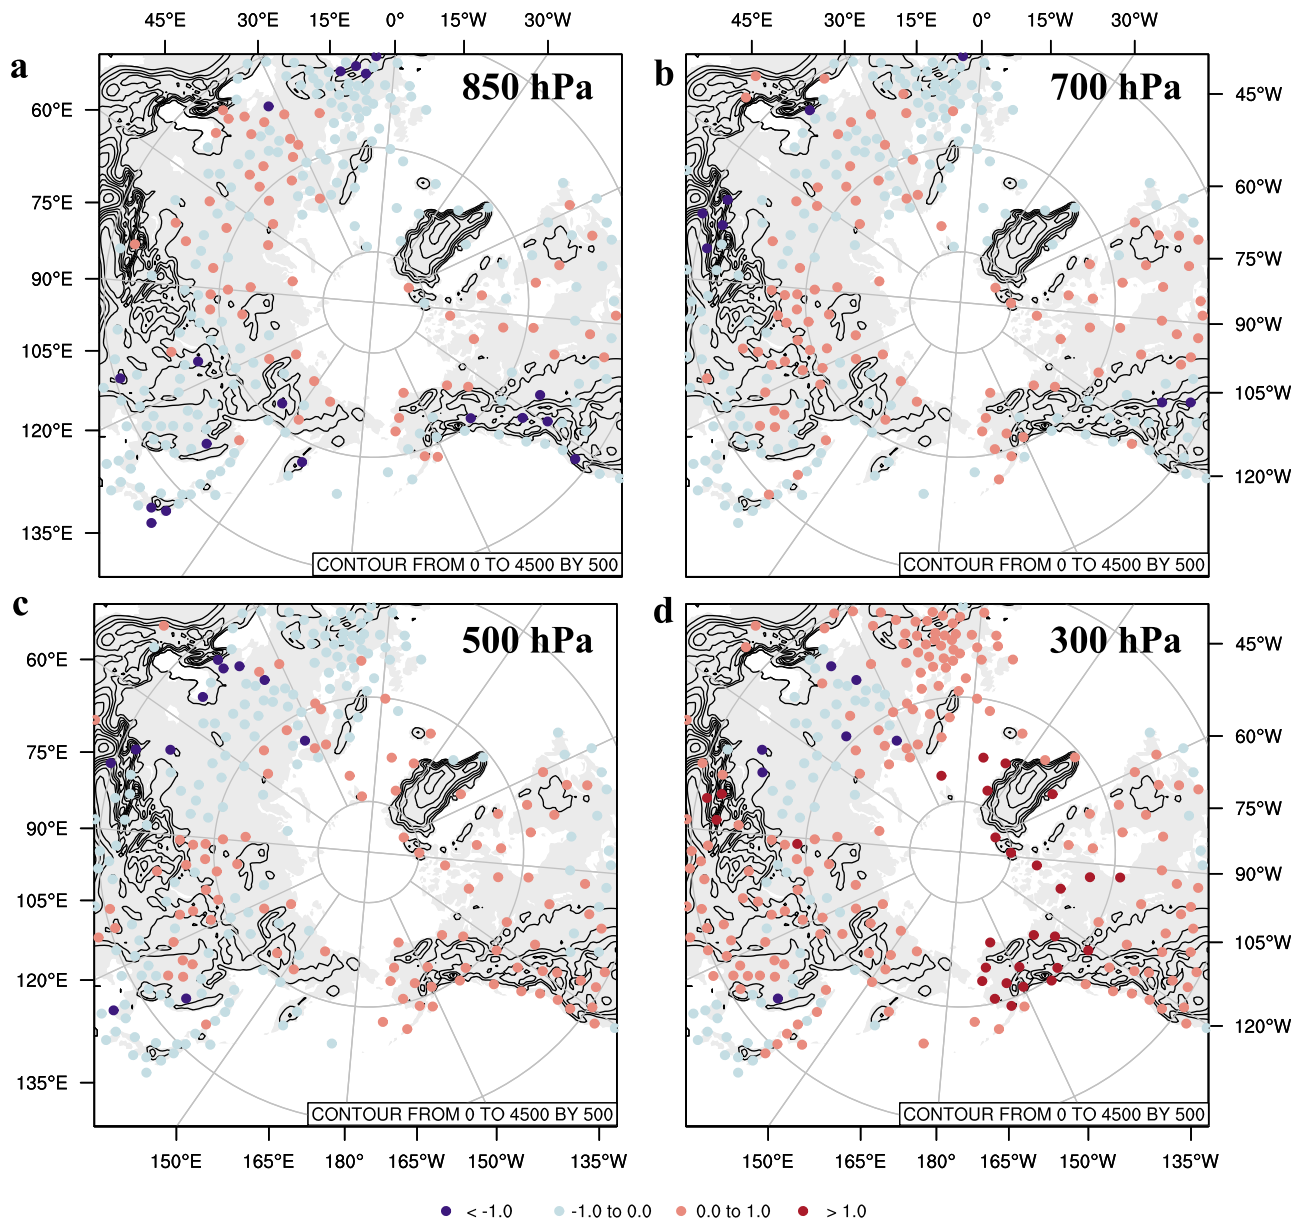 45°E 30°E 15°E 0° 15°W 30°W 45°E 30°E 15°E 0° 15°W 30°W
a 850 hPa b 700 hPa
60°E 45°W
75°E 60°W
90°E 75°W
105°E 90°W
120°E 105°W
135°E 120°W
CONTOUR FROM 0 TO 4500 BY 500 CONTOUR FROM 0 TO 4500 BY 500
c 500 hPa d 300 hPa
60°E 45°W
75°E 60°W
90°E 75°W
105°E 90°W
120°E 105°W
135°E 120°W
CONTOUR FROM 0 TO 4500 BY 500 CONTOUR FROM 0 TO 4500 BY 500
150°E 165°E 180° 165°W 150°W 135°W 150°E 165°E 180° 165°W 150°W 135°W
< -1.0 -1.0 to 0.0 0.0 to 1.0 > 1.0